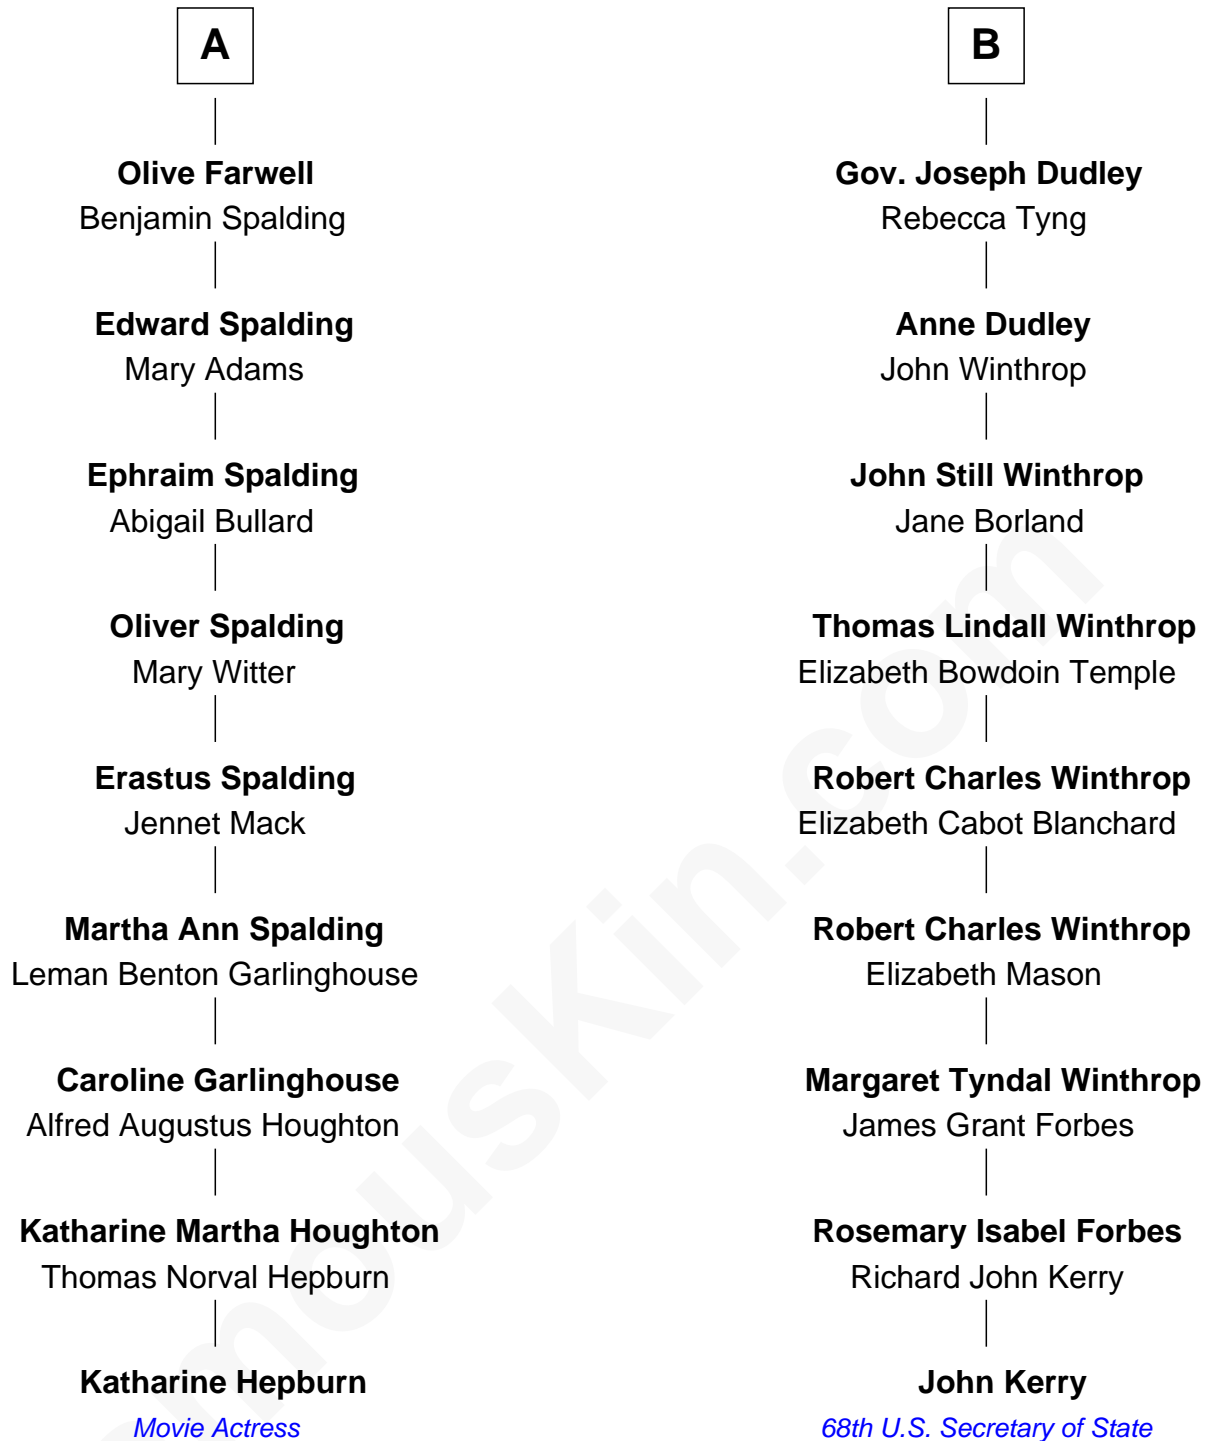 A
Olive Farwell
Benjamin Spalding
Edward Spalding
Mary Adams
Ephraim Spalding
Abigail Bullard
Oliver Spalding
Mary Witter
Erastus Spalding
Jennet Mack
Martha Ann Spalding
Leman Benton Garlinghouse
Caroline Garlinghouse
Alfred Augustus Houghton
Katharine Martha Houghton
Thomas Norval Hepburn
Katharine Hepburn
Movie Actress
B
Gov. Joseph Dudley
Rebecca Tyng
Anne Dudley
John Winthrop
John Still Winthrop
Jane Borland
Thomas Lindall Winthrop
Elizabeth Bowdoin Temple
Robert Charles Winthrop
Elizabeth Cabot Blanchard
Robert Charles Winthrop
Elizabeth Mason
Margaret Tyndal Winthrop
James Grant Forbes
Rosemary Isabel Forbes
Richard John Kerry
John Kerry
68th U.S. Secretary of State